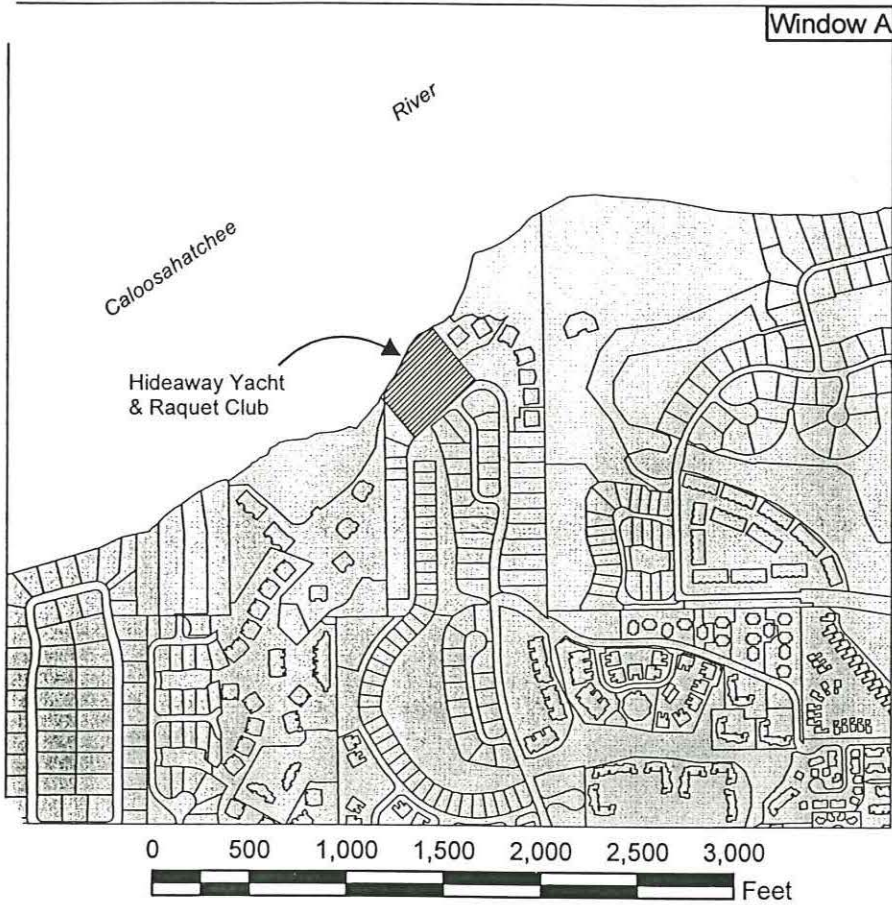 Window A
River
Caloosahatchee
Hideaway Yacht
& Raquet Club
0 500 1,000 1,500 2,000 2,500 3,000
Feet